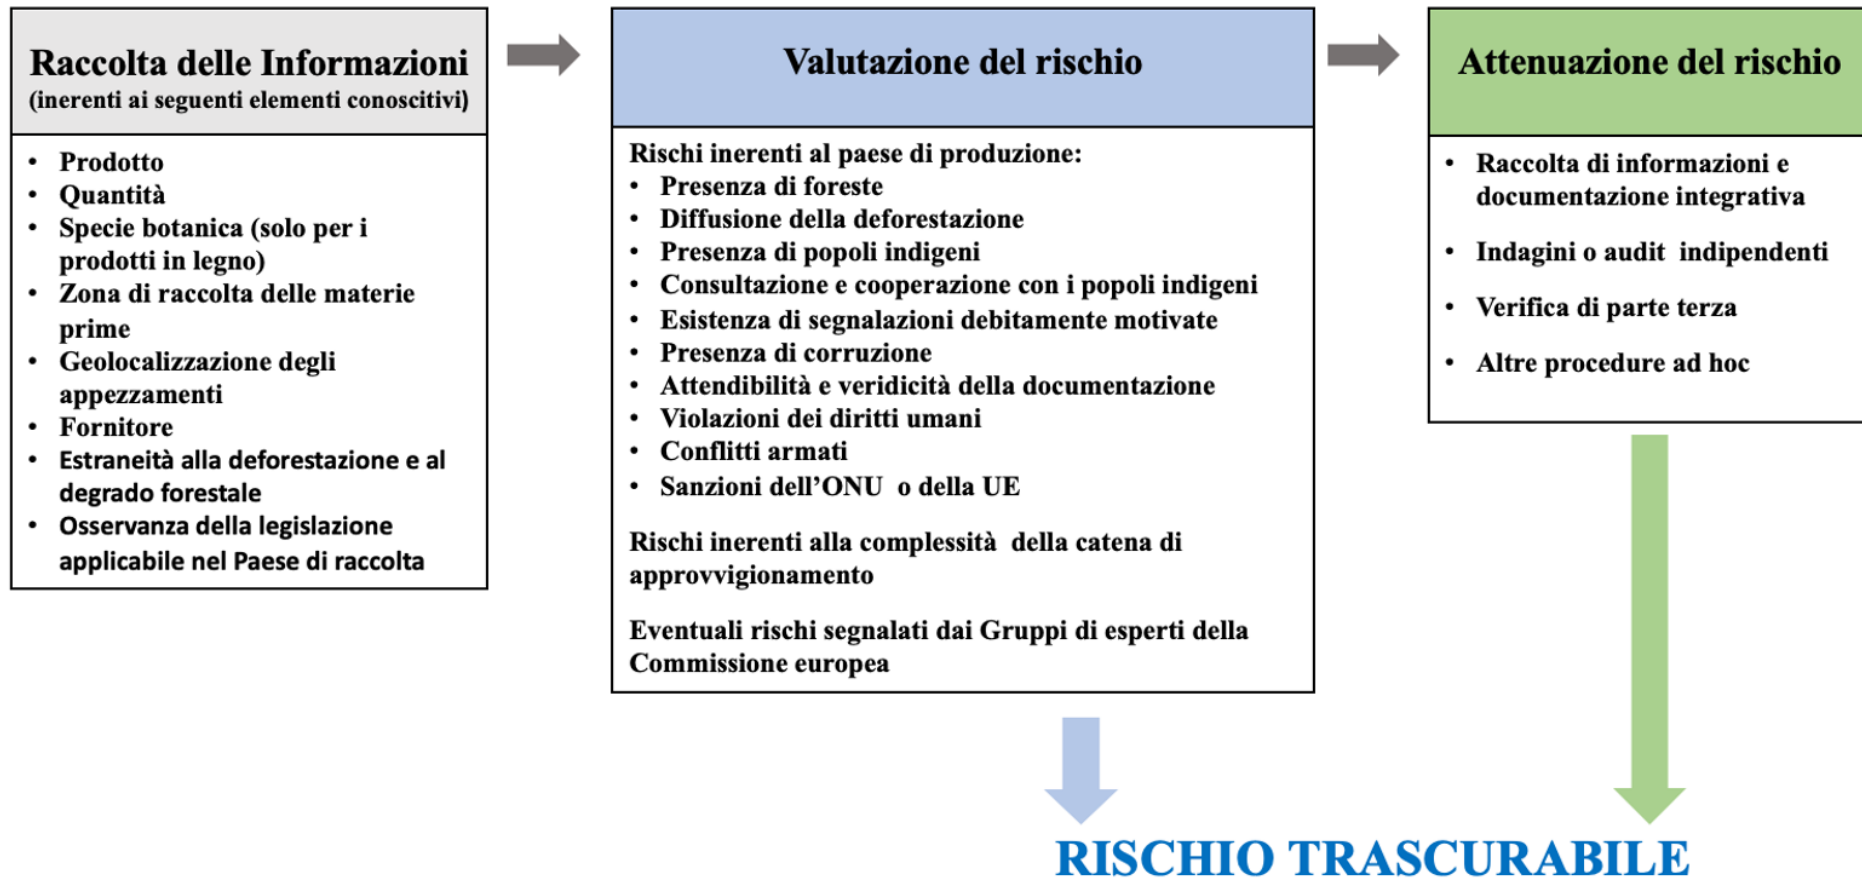 Raccolta delle Informazioni
(inerenti ai seguenti elementi conoscitivi)
• Prodotto
• Quantità
• Specie botanica (solo per i
prodotti in legno)
• Zona di raccolta delle materie
prime
• Geolocalizzazione degli
appezzamenti
• Fornitore
• Estraneità alla deforestazione e al
degrado forestale
• Osservanza della legislazione
applicabile nel Paese di raccolta
Valutazione del rischio
Rischi inerenti al paese di produzione:
• Presenza di foreste
• Diffusione della deforestazione
• Presenza di popoli indigeni
• Consultazione e cooperazione con i popoli indigeni
• Esistenza di segnalazioni debitamente motivate
• Presenza di corruzione
• Attendibilità e veridicità della documentazione
• Violazioni dei diritti umani
• Conflitti armati
• Sanzioni dell’ONU o della UE
Rischi inerenti alla complessità della catena di
approvvigionamento
Eventuali rischi segnalati dai Gruppi di esperti della
Commissione europea
Attenuazione del rischio
• Raccolta di informazioni e
documentazione integrativa
• Indagini o audit indipendenti
• Verifica di parte terza
• Altre procedure ad hoc
RISCHIO TRASCURABILE